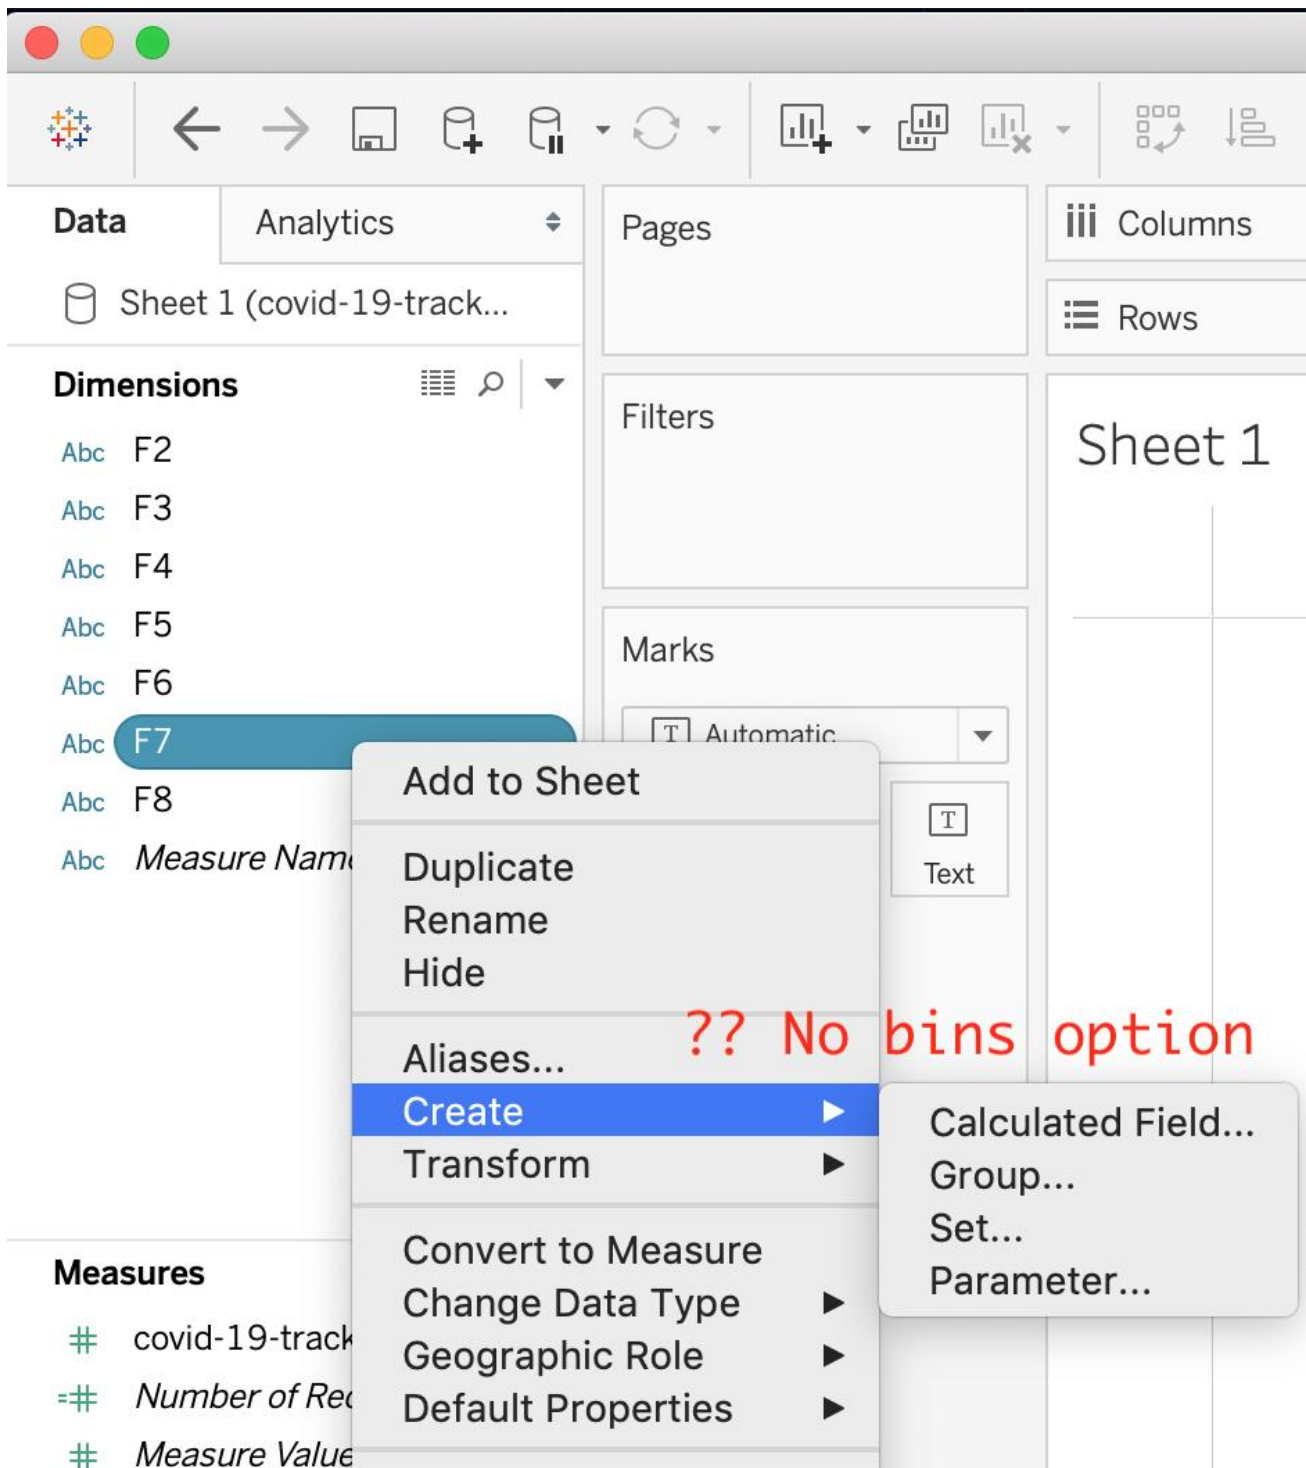 Data
Analytics
Pages
Columns
Sheet 1 (covid-19-track...
Rows
Dimensions
Filters
Sheet 1
Abc F2
Abc F3
Abc F4
Abc F5
Abc F6
Abc F7
Abc F8
Abc Measure Name
Marks
T Automatic
T
Text
Add to Sheet
Duplicate
Rename
Hide
?? No bins option
Aliases...
Create
Transform
Calculated Field...
Group...
Set...
Parameter...
Convert to Measure
Change Data Type
Geographic Role
Default Properties
Measures
covid-19-track
=# Number of Rec
# Measure Value